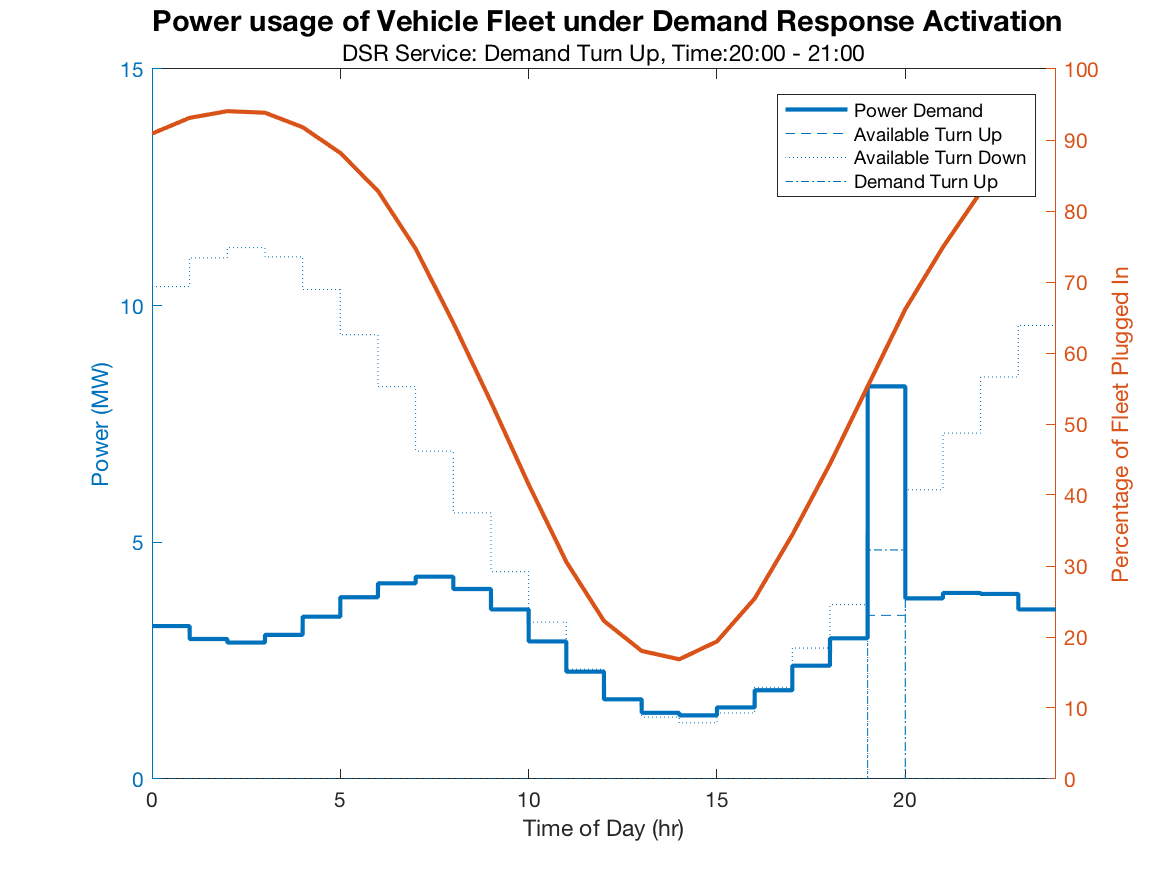 Power usage of Vehicle Fleet under Demand Response Activation
DSR Service: Demand Turn Up, Time:20:00 - 21:00
Power Demand
Available Turn Up
Available Turn Down
Demand Turn Up
Power (MW)
15
10
5
0
Percentage of Fleet Plugged In
100
90
80
70
60
50
40
30
20
10
0
0
5
10
15
20
Time of Day (hr)